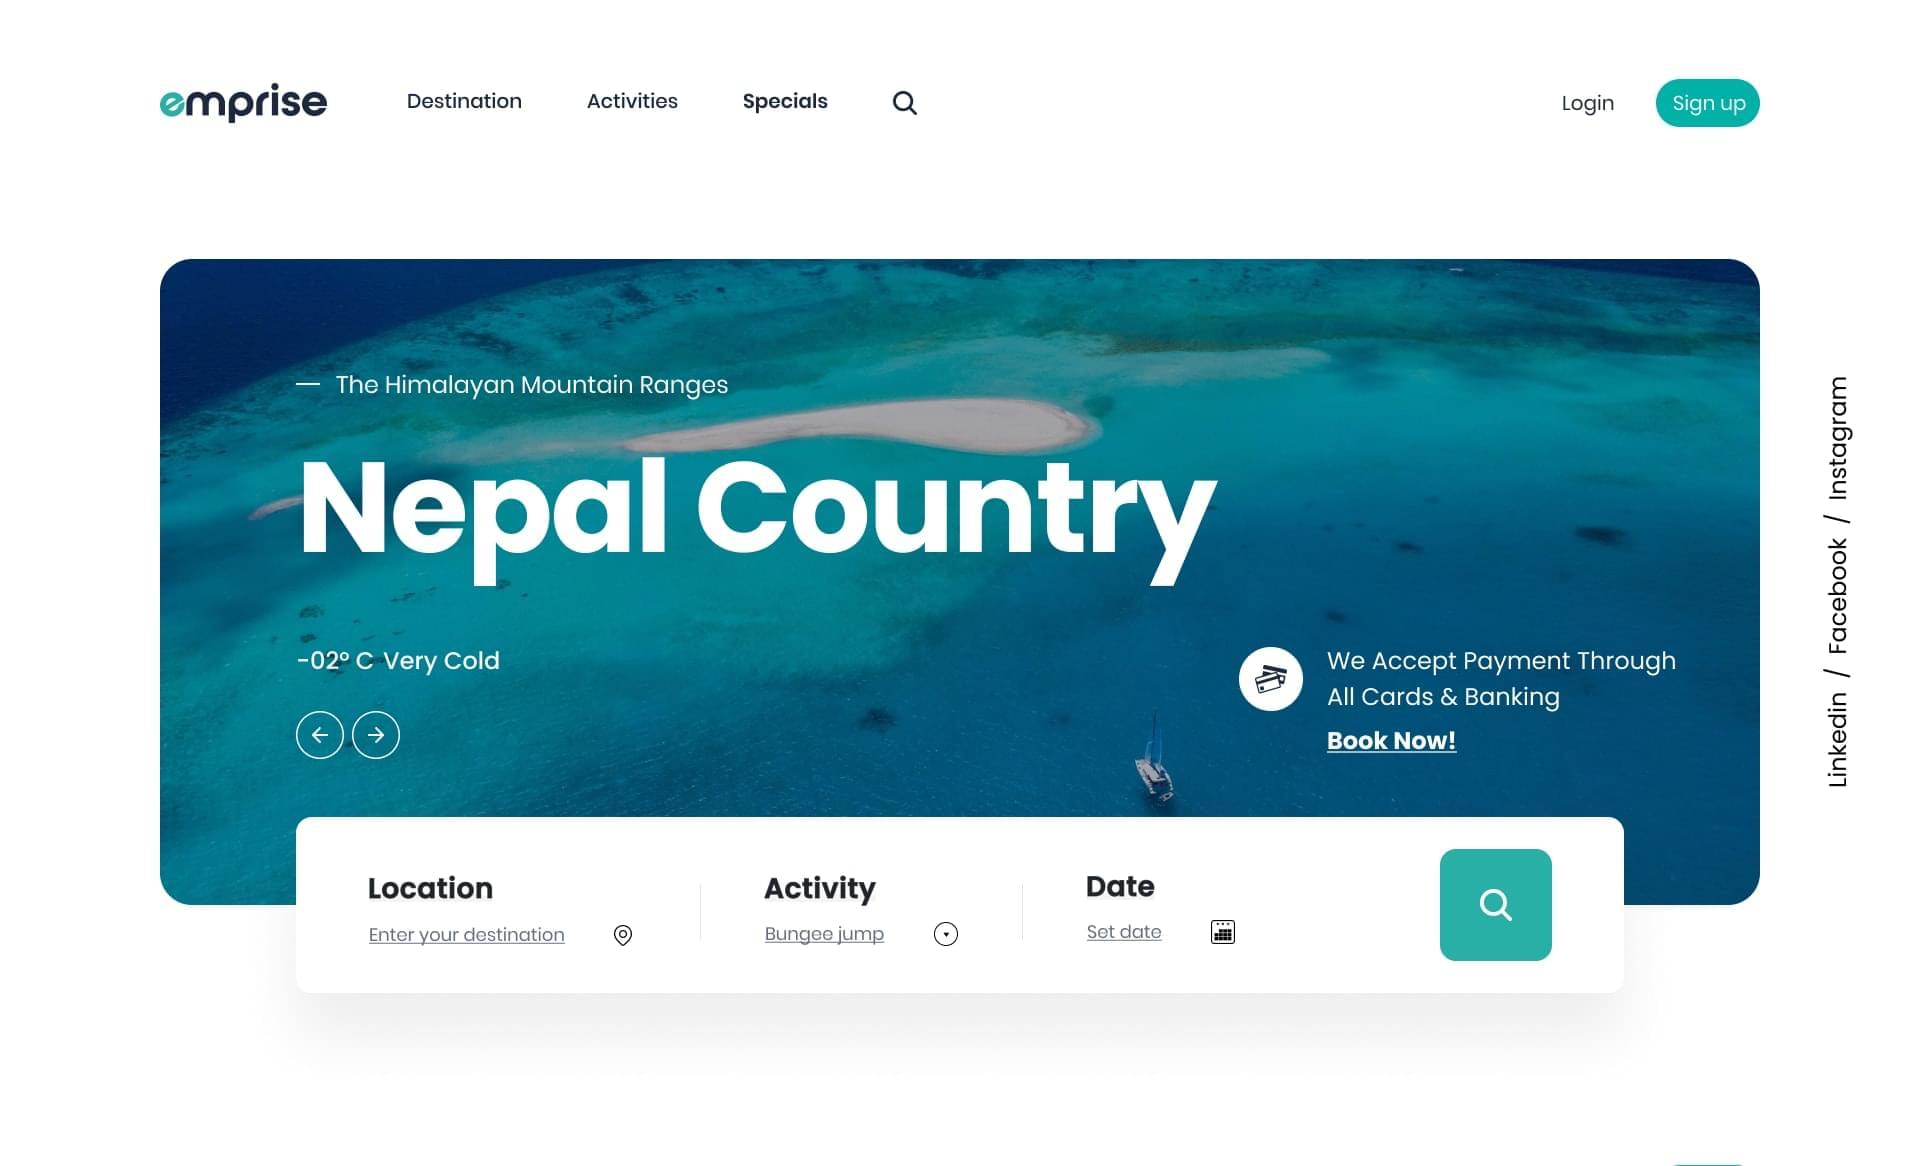 emprise
Destination
Activities
Specials
Login
Sign up
The Himalayan Mountain Ranges
Nepal Country
-02° C Very Cold
We Accept Payment Through
All Cards & Banking
Book Now!
Linkedin / Facebook / Instagram
Location
Enter your destination
Activity
Bungee jump
Date
Set date